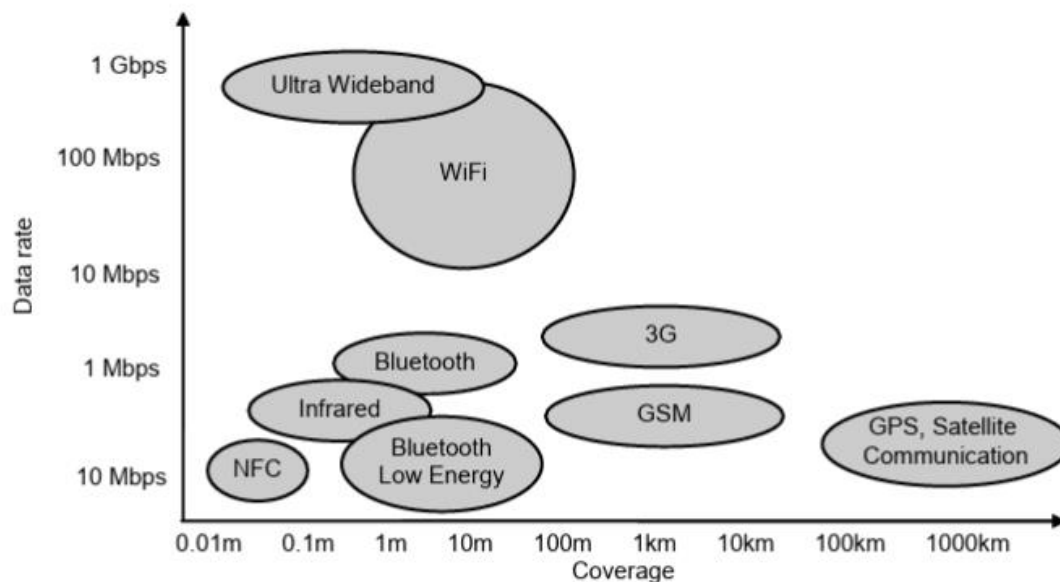 1 Gbps
Ultra Wideband
100 Mbps
WiFi
Data rate
10 Mbps
3G
1 Mbps
Bluetooth
Infrared
GSM
GPS, Satellite
Communication
Bluetooth
Low Energy
NFC
10 Mbps
0.01m 0.1m 1m 10m 100m 1km 10km 100km 1000km
Coverage